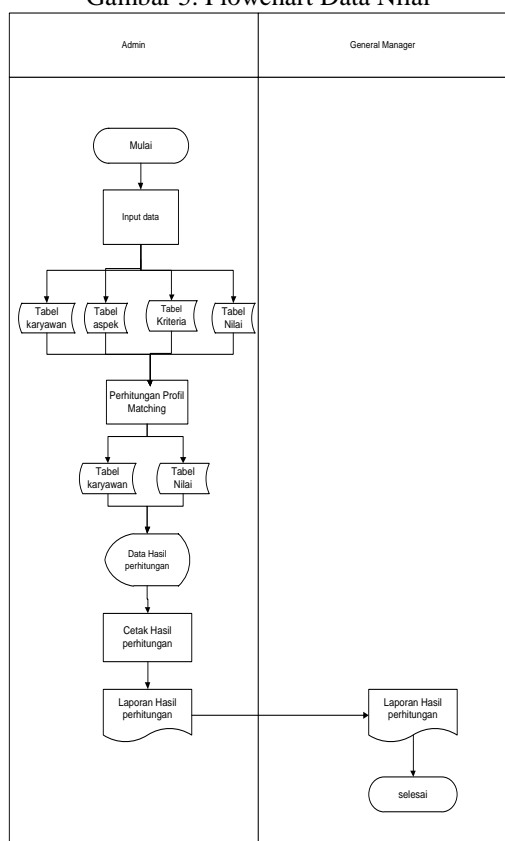 Gambar 5. Flowchart Data Nilai
Admin
General Manager
Mulai
Input data
Tabel
karyawan
Tabel
aspek
Tabel
Kriteria
Tabel
Nilai
Perhitungan Profil
Matching
Tabel
karyawan
Tabel
Nilai
Data Hasil
perhitungan
Cetak Hasil
perhitungan
Laporan Hasil
perhitungan
Laporan Hasil
perhitungan
selesai